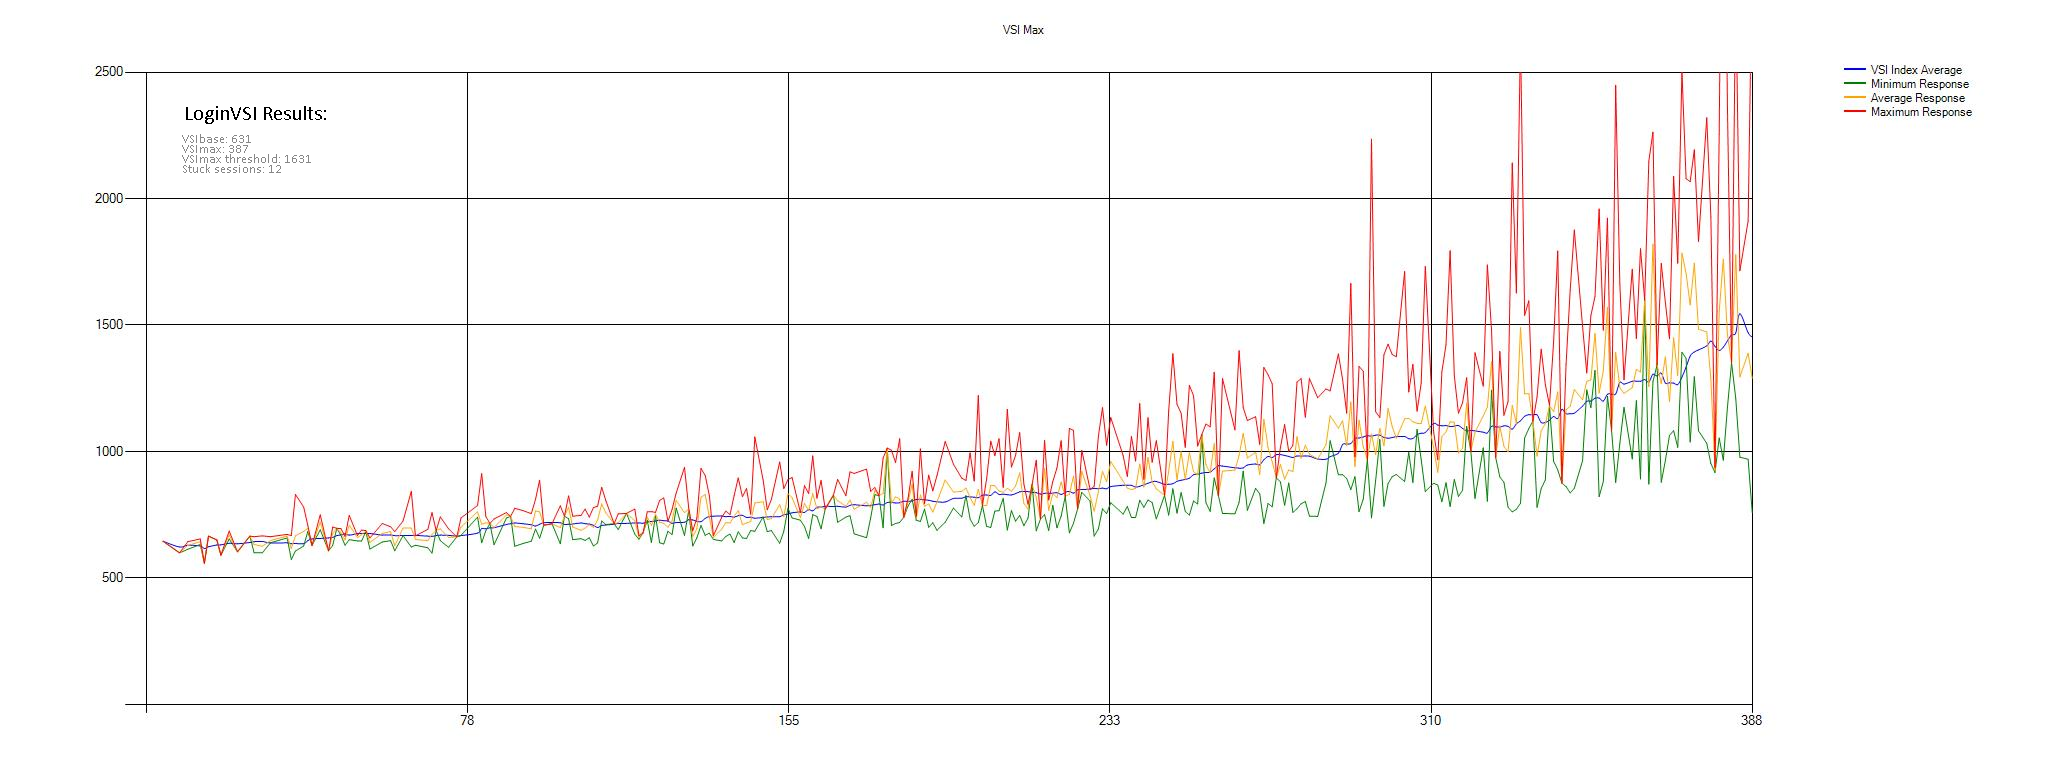 VSI Max
2500
2000
1500
1000
500
LoginVSI Results:
VSIbase: 631
VSImax: 387
VSImax threshold: 1631
Stuck sessions: 12
VSI Index Average
Minimum Response
Average Response
Maximum Response
78
155
233
310
388